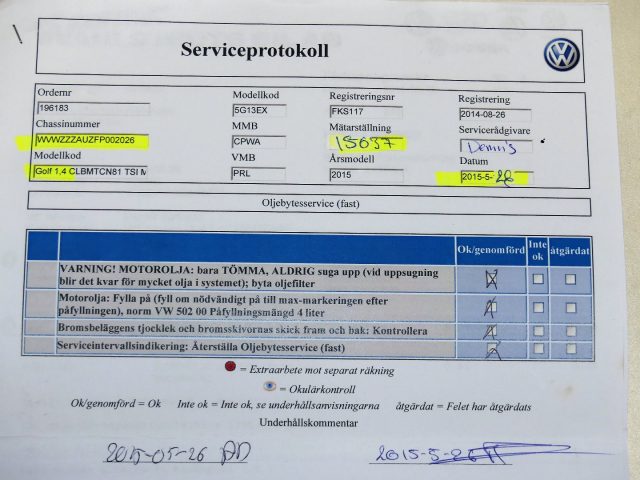 Serviceprotokoll
Ordernr Modellkod Registreringsnr Registrering
196183 5G13EX FKS117 2014-08-26
Chassinummer MMB Mätarställning Servicerådgivare
WVWZZZAUZFP002026 CPWA 15037 Dennis
Modellkod VMB Årsmodell Datum
Golf 1,4 CLBMTCN81 TSI M PRL 2015 2015-5-26
Oljebytesservice (fast)
Ok/genomförd Inte ok åtgärdat
VARNING! MOTOROLJA: bara TÖMMA, ALDRIG suga upp (vid uppsugning
blir det kvar för mycket olja i systemet); byta oljefilter
Motorolja: Fylla på (fyll om nödvändigt på till max-markeringen efter
påfyllningen), norm VW 502 00 Påfyllningsmängd 4 liter
Bromsbeläggens tjocklek och bromsskivornas skick fram och bak: Kontrollera
Serviceintervallsindikering: Återställa Oljebytesservice (fast)
= Extraarbete mot separat räkning
= Okulärkontroll
Ok/genomförd = Ok Inte ok = Inte ok, se underhållsanvisningarna åtgärdat = Felet har åtgärdats
Underhållskommentar
2015-05-26 2015-5-26